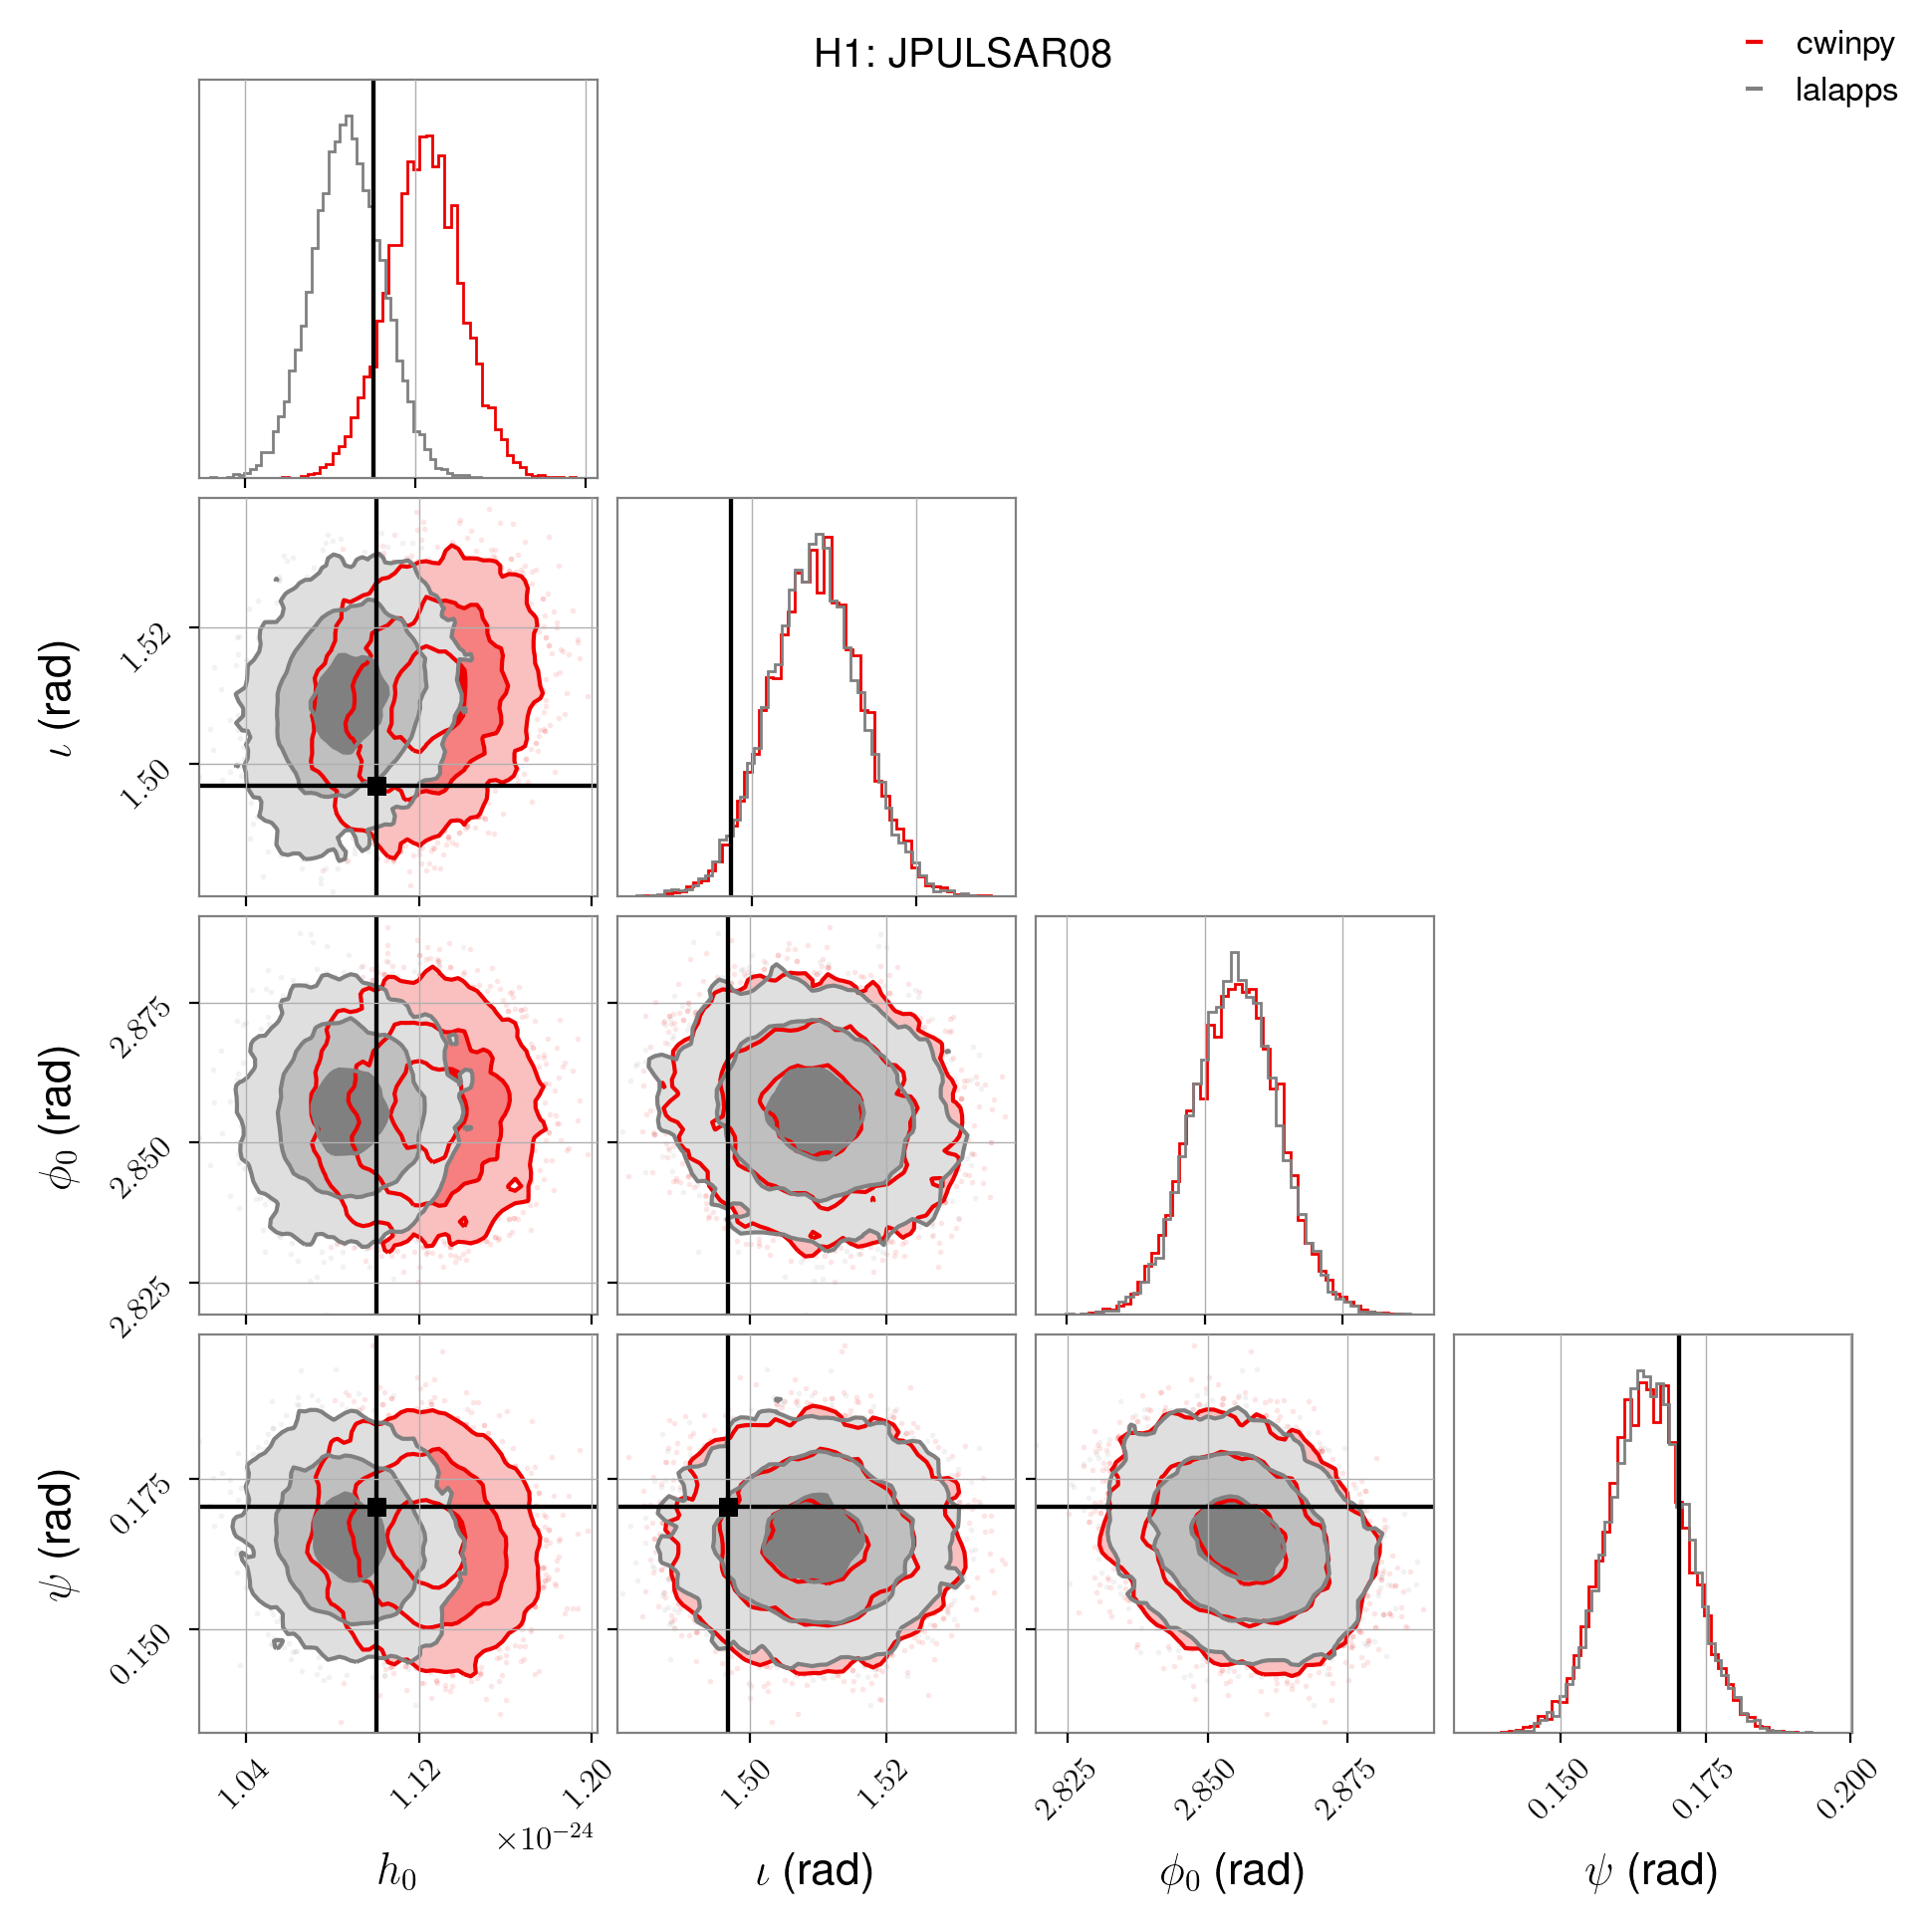 H1: JPULSAR08
cwinpy
lalapps
ι (rad)
1.52
1.50
ϕ₀ (rad)
2.875
2.850
2.825
ψ (rad)
0.175
0.150
1.04 1.12 1.20
×10⁻²⁴
h₀
1.50 1.52
ι (rad)
2.825 2.850 2.875
ϕ₀ (rad)
0.150 0.175 0.200
ψ (rad)